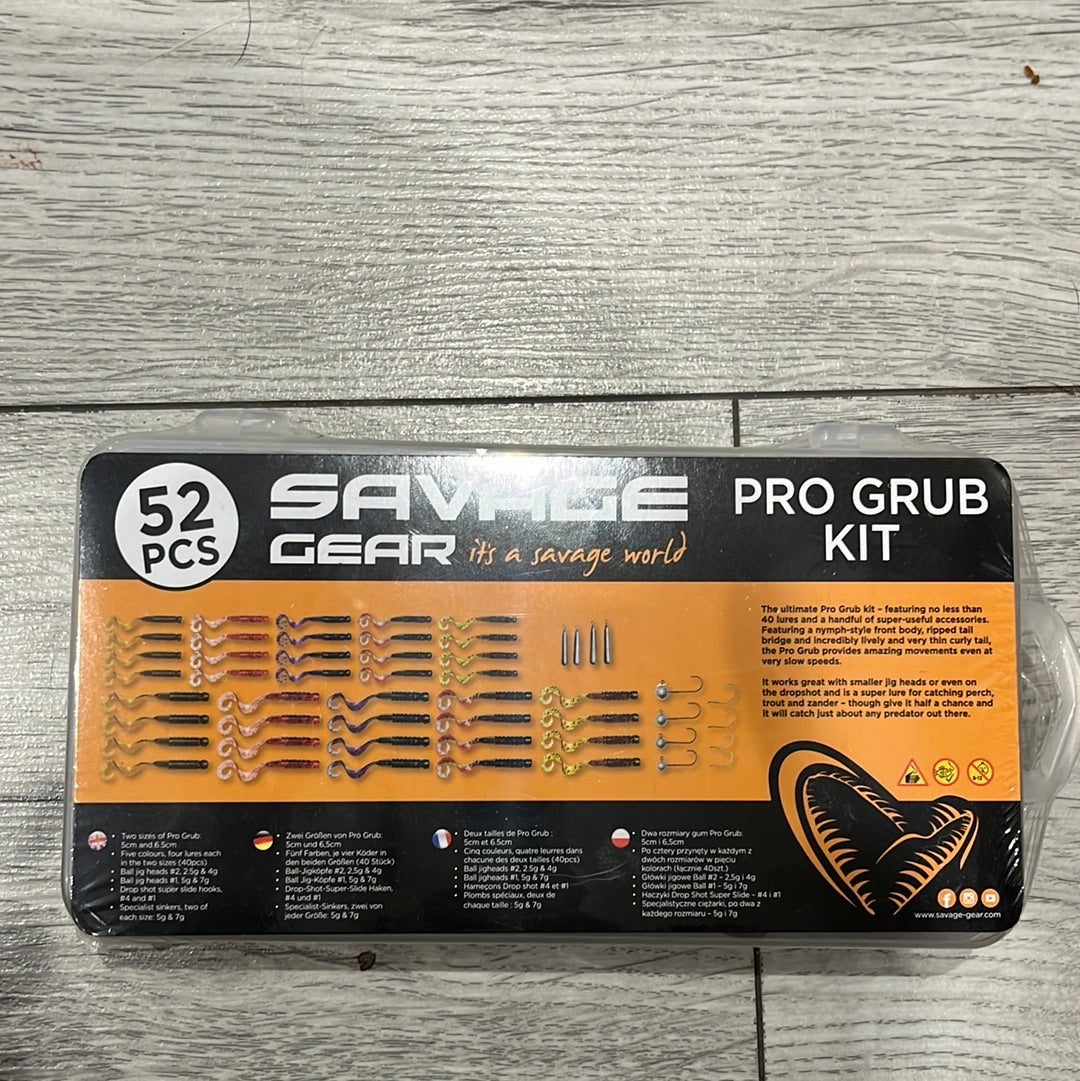 52
PCS
SAVAGE
GEAR it's a savage world
PRO GRUB
KIT
The ultimate Pro Grub kit – featuring no less than
40 lures and a handful of super-useful accessories.
Featuring a nymph-style front body, ripped tail
bridge and incredibly lively and very thin curly tail,
the Pro Grub provides amazing movements even at
very slow speeds.
It works great with smaller jig heads or even on
the dropshot and is a super lure for catching perch,
trout and zander – though give it half a chance and
it will catch just about any predator out there.
• Two sizes of Pro Grub:
5cm and 6.5cm
• Five colours, four lures each
in the two sizes (40pcs)
• Ball jig heads #2, 2.5g & 4g
• Ball jig heads #1, 5g & 7g
• Drop shot super slide hooks,
#4 and #1
• Specialist sinkers, two of
each size: 5g & 7g
• Zwei Größen von Pro Grub:
5cm und 6,5cm
• Fünf Farben, je vier Köder in
den beiden Größen (40 Stück)
• Ball-Jigköpfe #2, 2,5g & 4g
• Ball Jig-Köpfe #1, 5g & 7g
• Drop-Shot-Super-Slide Haken,
#4 und #1
• Specialist-Sinkers, zwei von
jeder Größe: 5g & 7g
• Deux tailles de Pro Grub :
5cm et 6.5cm
• Cinq couleurs, quatre leurres dans
chacune des deux tailles (40pcs)
• Ball jigheads #2, 2.5g & 4g
• Ball jigheads #1, 5g & 7g
• Hameçons Drop shot #4 et #1
• Plombs spéciaux, deux de
chaque taille : 5g & 7g
• Dwa rozmiary gum Pro Grub:
5cm i 6,5cm
• Po cztery przynęty w każdym z
dwóch rozmiarów w pięciu
kolorach (łącznie 40szt.)
• Główki jigowe Ball #2 – 2,5g i 4g
• Główki jigowe Ball #1 – 5g i 7g
• Haczyki Drop Shot Super Slide – #4 i #1
• Specjalistyczne ciężarki, po dwa z
każdego rozmiaru – 5g i 7g
www.savage-gear.com